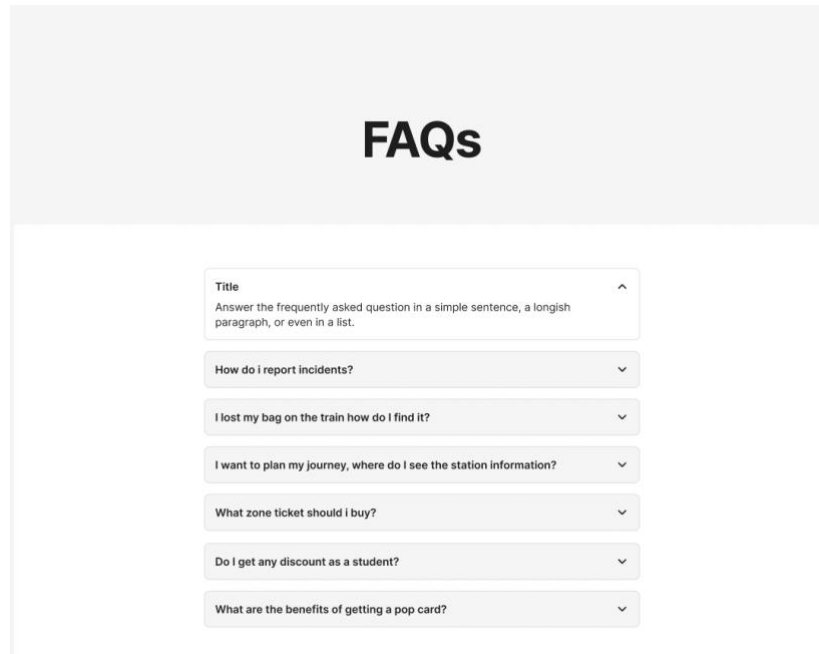 FAQs
Title
Answer the frequently asked question in a simple sentence, a longish
paragraph, or even in a list.
How do i report incidents?
I lost my bag on the train how do I find it?
I want to plan my journey, where do I see the station information?
What zone ticket should i buy?
Do I get any discount as a student?
What are the benefits of getting a pop card?